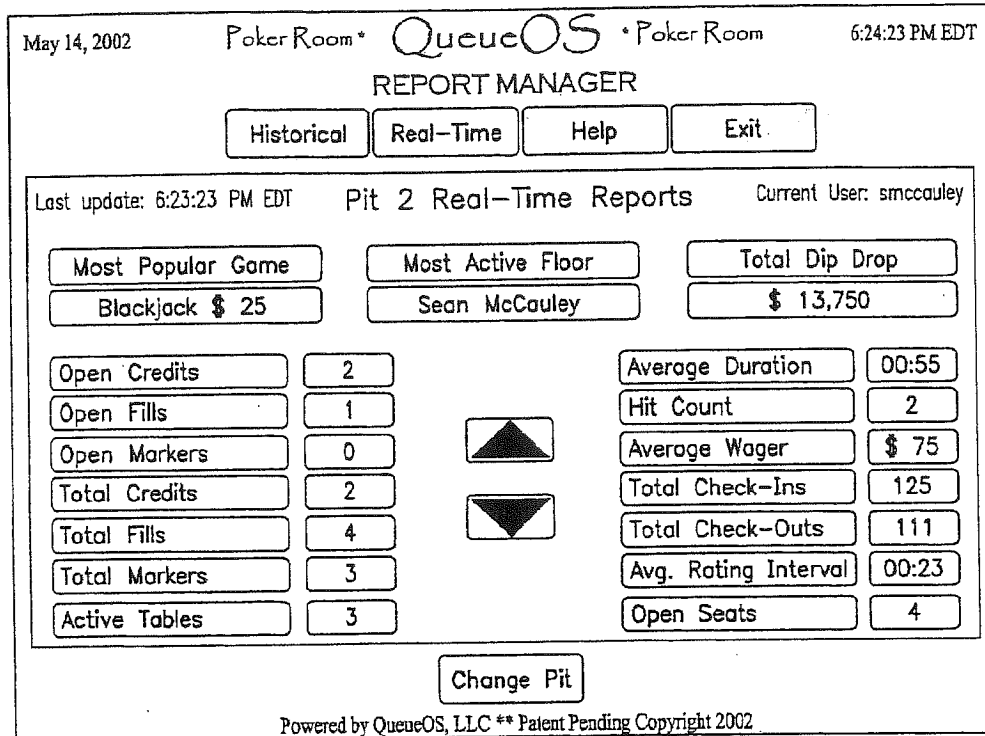 May 14, 2002 Poker Room* QueueOS *Poker Room 6:24:23 PM EDT
REPORT MANAGER
Historical Real-Time Help Exit
Last update: 6:23:23 PM EDT Pit 2 Real-Time Reports Current User: smccauley
Most Popular Game Most Active Floor Total Dip Drop
Blackjack $ 25 Sean McCauley $ 13,750
Open Credits 2 Average Duration 00:55
Open Fills 1 Hit Count 2
Open Markers 0 Average Wager $ 75
Total Credits 2 Total Check-Ins 125
Total Fills 4 Total Check-Outs 111
Total Markers 3 Avg. Rating Interval 00:23
Active Tables 3 Open Seats 4
Change Pit
Powered by QueueOS, LLC ** Patent Pending Copyright 2002